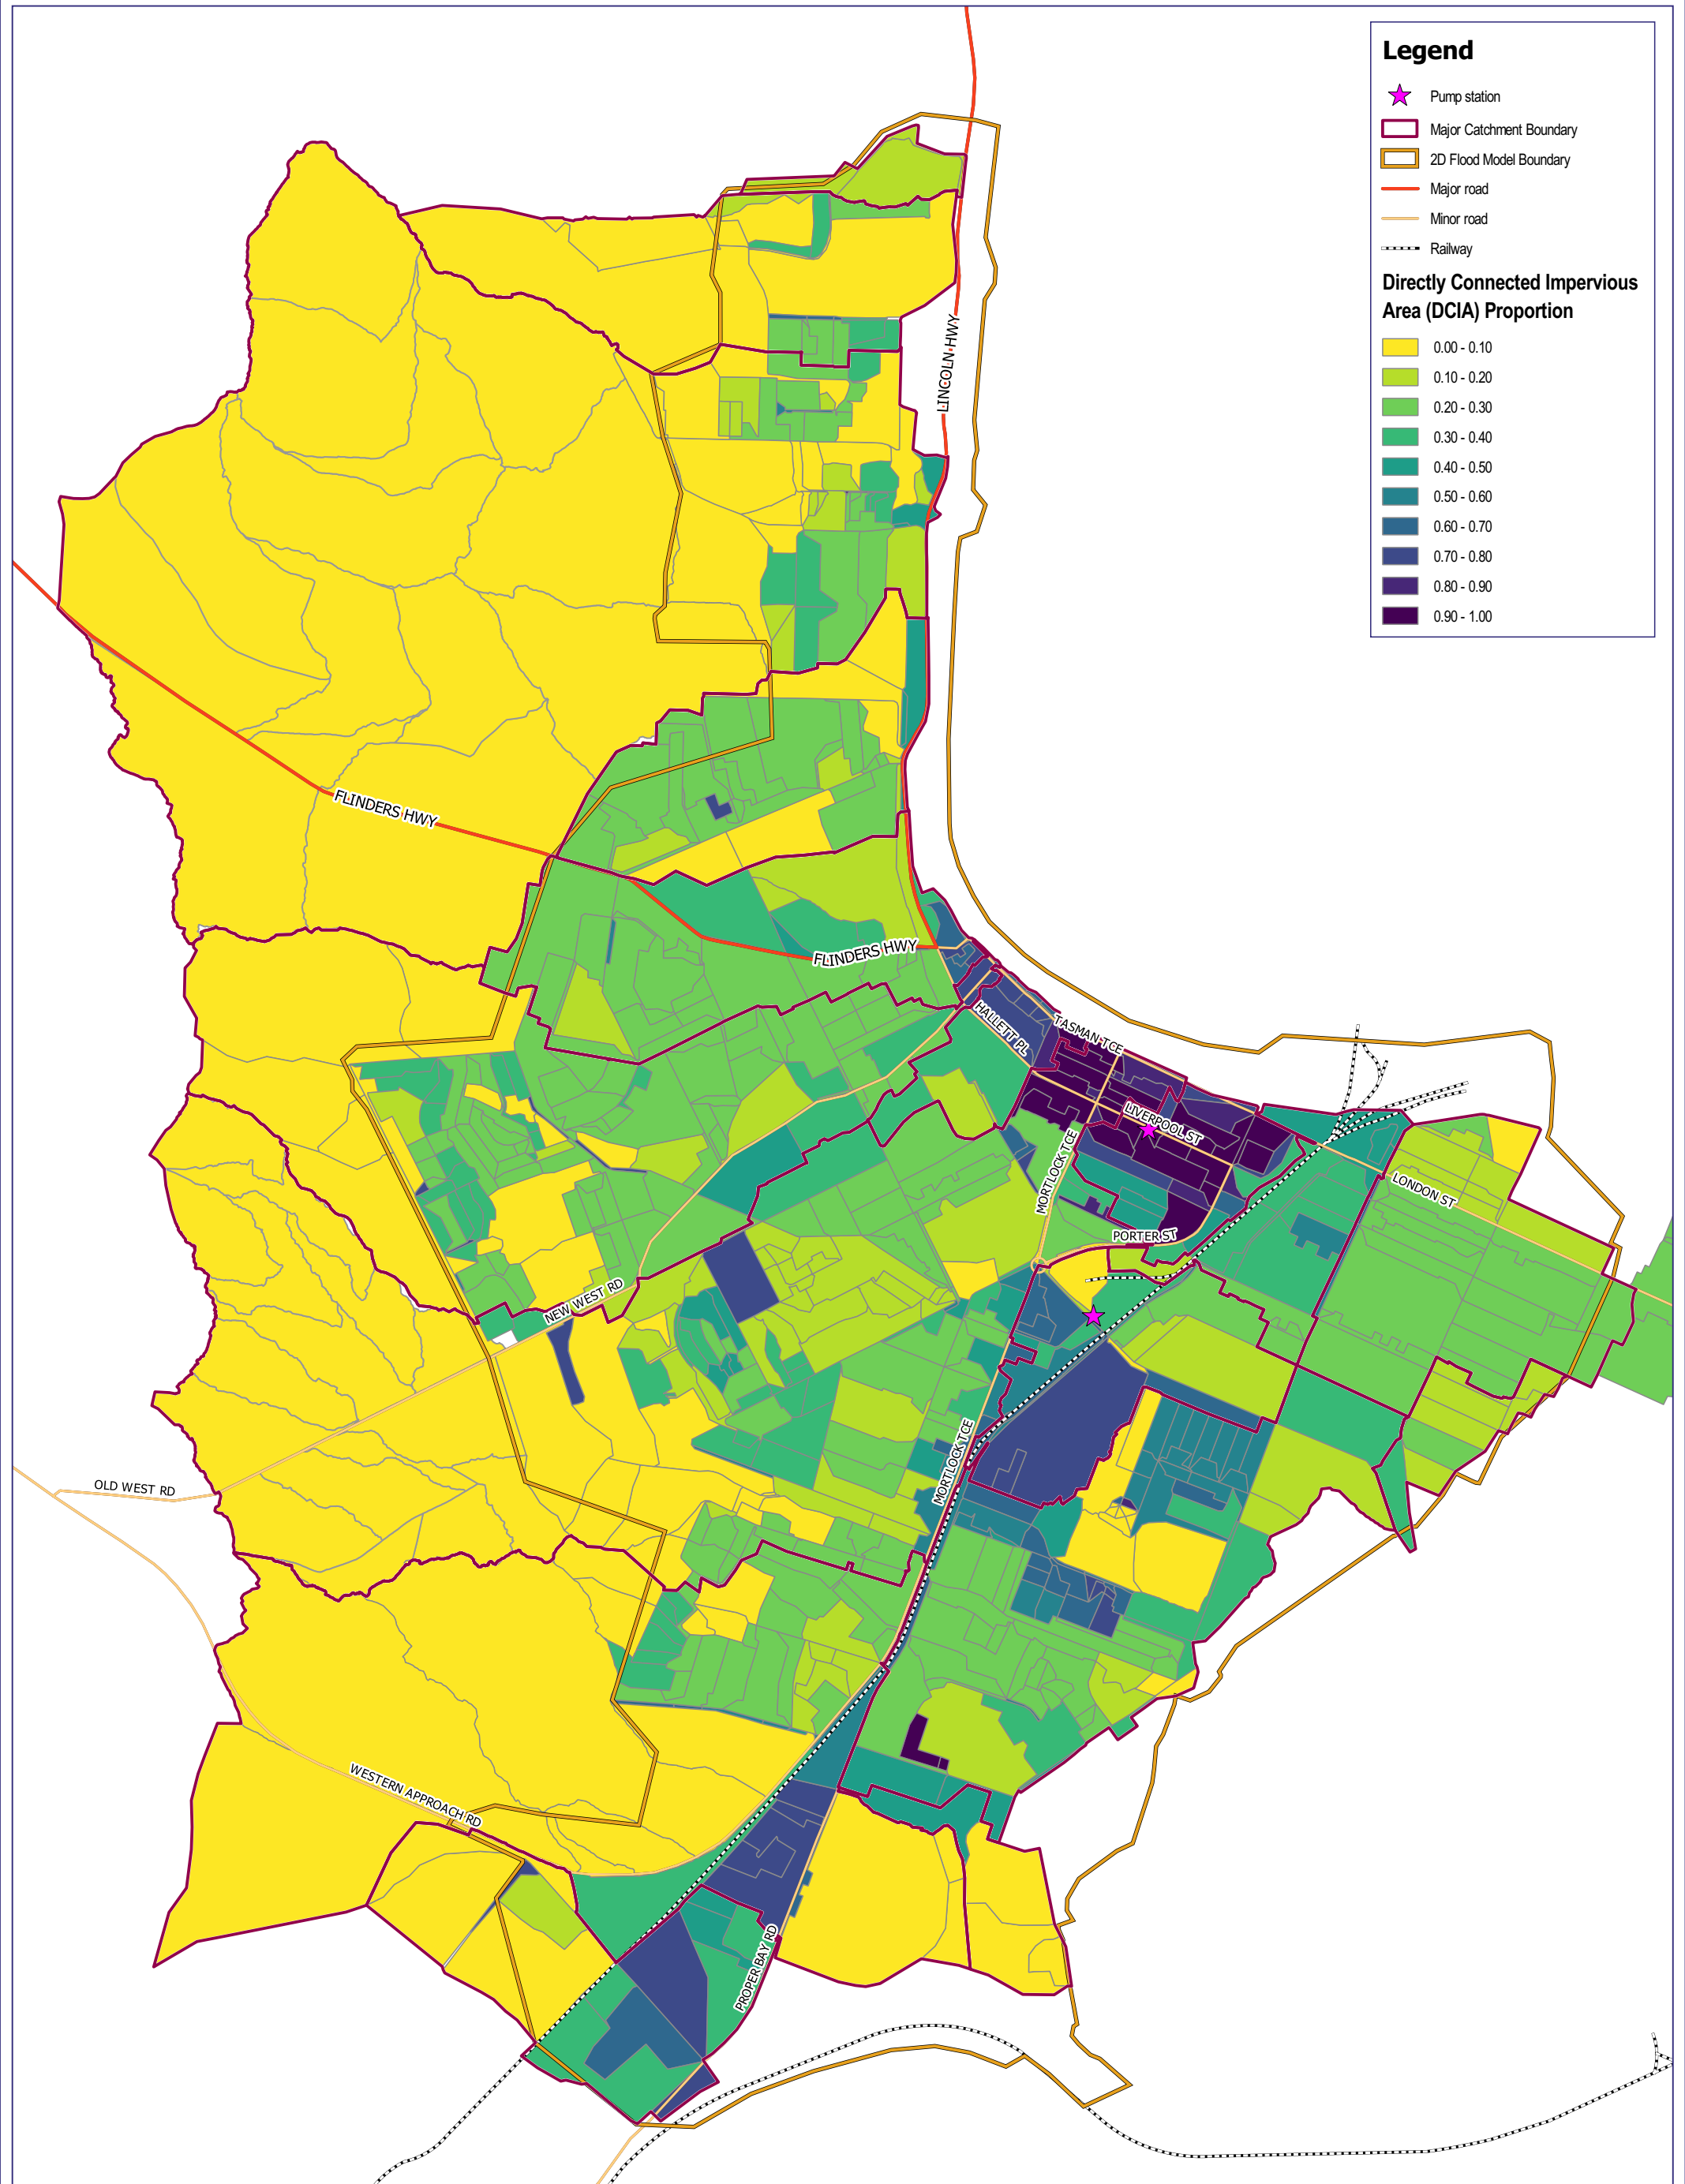 Legend
Pump station
Major Catchment Boundary
2D Flood Model Boundary
Major road
Minor road
Railway
Directly Connected Impervious
Area (DCIA) Proportion
0.00 - 0.10
0.10 - 0.20
0.20 - 0.30
0.30 - 0.40
0.40 - 0.50
0.50 - 0.60
0.60 - 0.70
0.70 - 0.80
0.80 - 0.90
0.90 - 1.00
LINCOLN HWY
FLINDERS HWY
FLINDERS HWY
HALLETT PL
TASMAN TCE
LIVERPOOL ST
MORTLOCK TCE
LONDON ST
PORTER ST
NEW WEST RD
MORTLOCK TCE
OLD WEST RD
WESTERN APPROACH RD
PROPER BAY RD